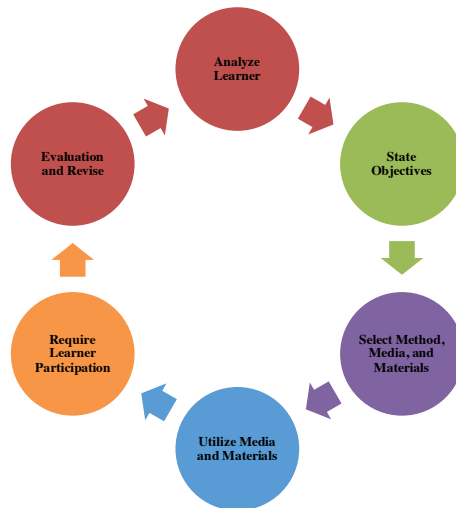 Analyze
Learner
State
Objectives
Select Method,
Media, and
Materials
Utilize Media
and Materials
Require
Learner
Participation
Evaluation
and Revise